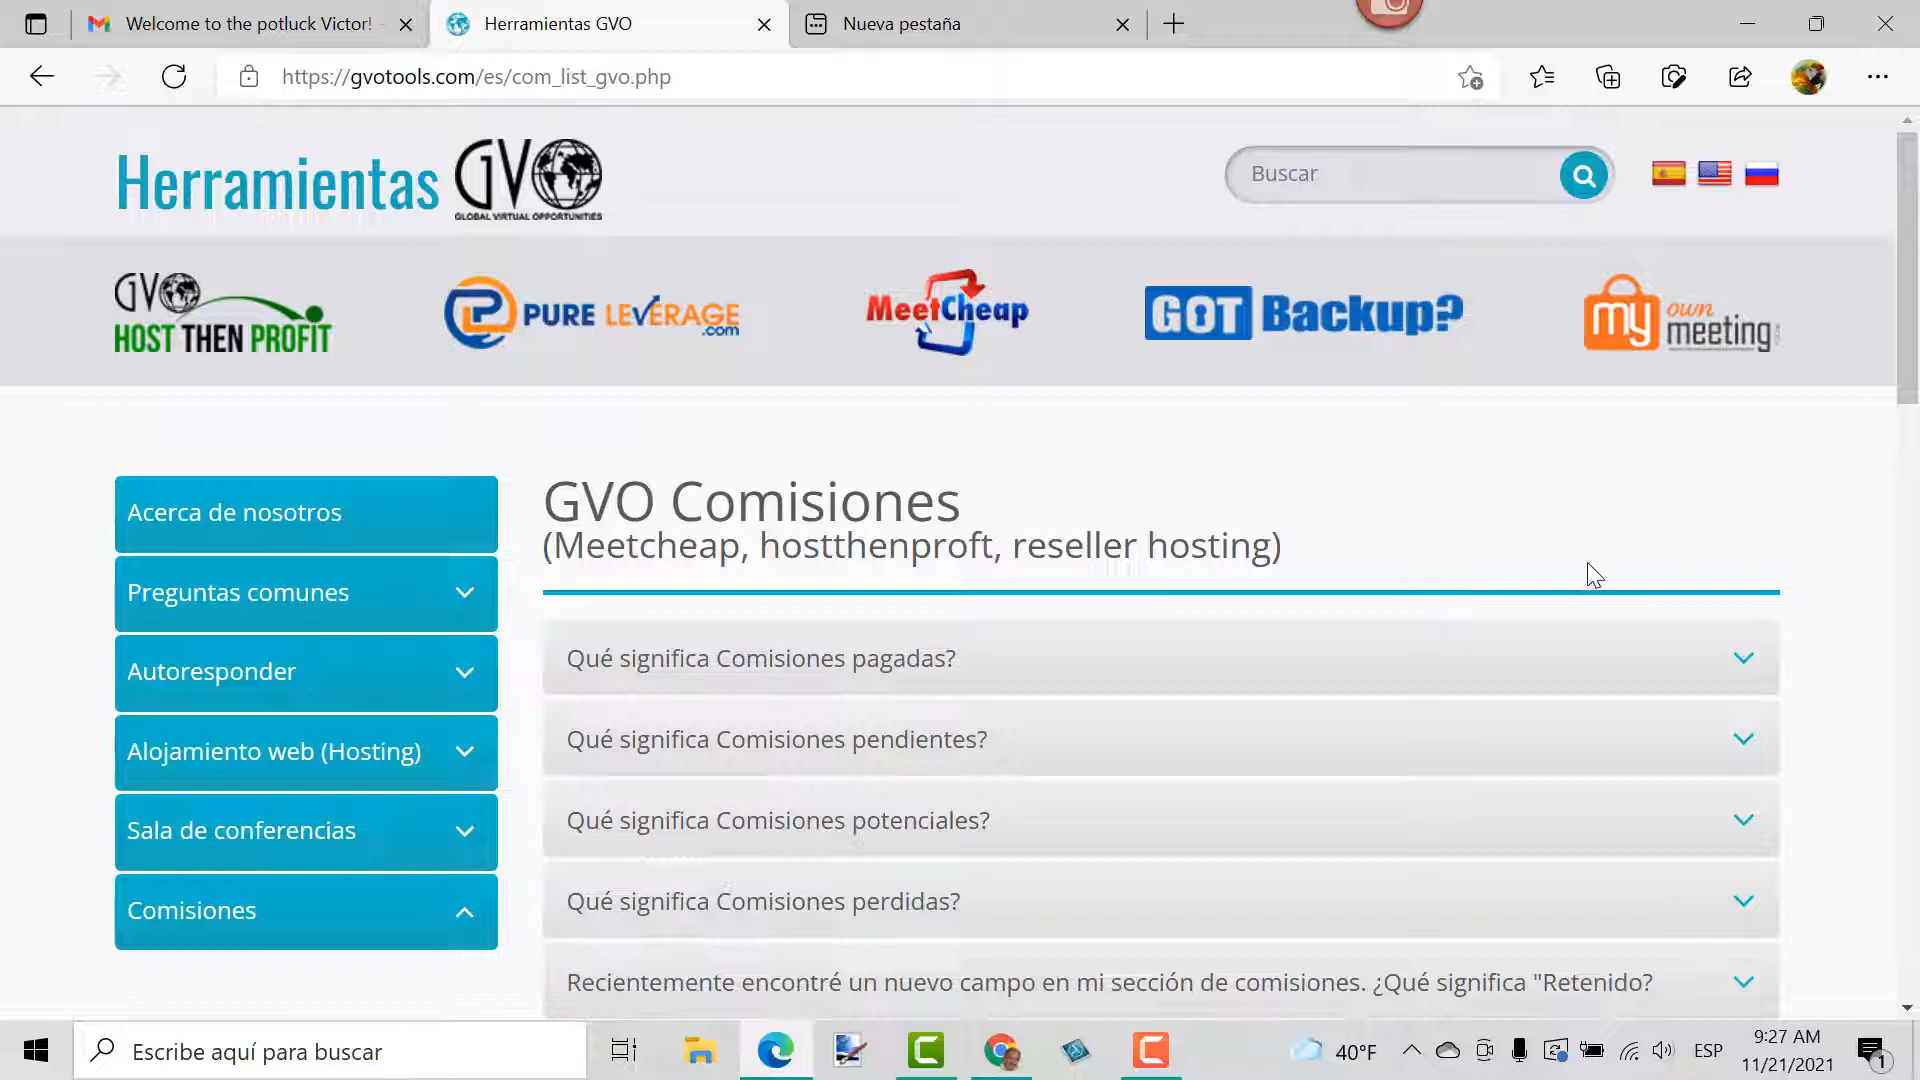 Welcome to the potluck Victor! -
Herramientas GVO
Nueva pestaña
https://gvotools.com/es/com_list_gvo.php
Herramientas GVO
GLOBAL VIRTUAL OPPORTUNITIES
Buscar
GVO
HOST THEN PROFIT
PURE LEVERAGE
.com
MeetCheap
GOT Backup?
my own
meeting
Acerca de nosotros
Preguntas comunes
Autoresponder
Alojamiento web (Hosting)
Sala de conferencias
Comisiones
GVO Comisiones
(Meetcheap, hostthenproft, reseller hosting)
Qué significa Comisiones pagadas?
Qué significa Comisiones pendientes?
Qué significa Comisiones potenciales?
Qué significa Comisiones perdidas?
Recientemente encontré un nuevo campo en mi sección de comisiones. ¿Qué significa "Retenido?
Escribe aquí para buscar
40°F
ESP
9:27 AM
11/21/2021
1